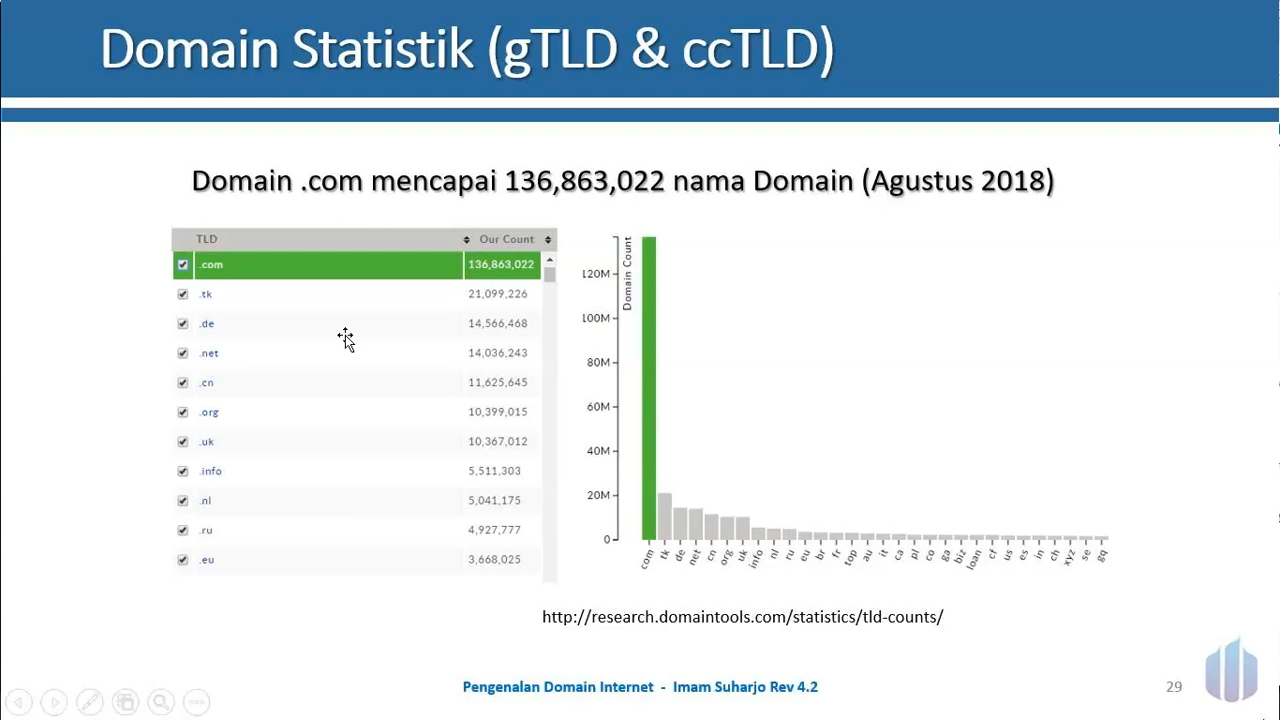 Domain Statistik (gTLD & ccTLD)
Domain .com mencapai 136,863,022 nama Domain (Agustus 2018)
TLD Our Count
.com 136,863,022
.tk 21,099,226
.de 14,566,468
.net 14,036,243
.cn 11,625,645
.org 10,399,015
.uk 10,367,012
.info 5,511,303
.nl 5,041,175
.ru 4,927,777
.eu 3,668,025
Domain Count
120M
100M
80M
60M
40M
20M
0
com tk de net cn org uk info nl ru eu br fr top au it ca pl co ga biz loan cf us es in ch xyz se gq
http://research.domaintools.com/statistics/tld-counts/
Pengenalan Domain Internet - Imam Suharjo Rev 4.2
29